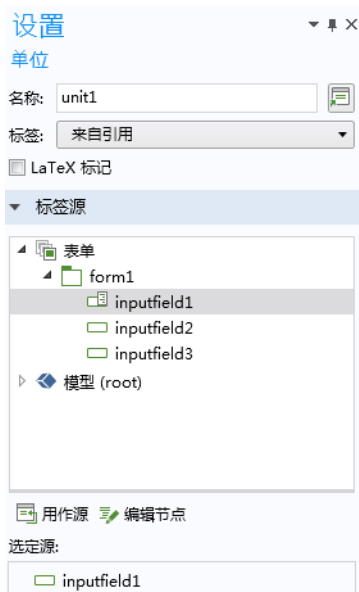 设置
单位
名称: unit1
标签: 来自引用
LaTeX 标记
标签源
表单
form1
inputfield1
inputfield2
inputfield3
模型 (root)
用作源 编辑节点
选定源:
inputfield1